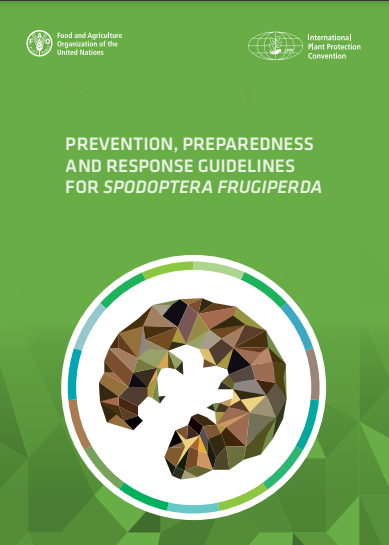 Food and Agriculture
Organization of the
United Nations
International
Plant Protection
Convention
PREVENTION, PREPAREDNESS
AND RESPONSE GUIDELINES
FOR SPODOPTERA FRUGIPERDA